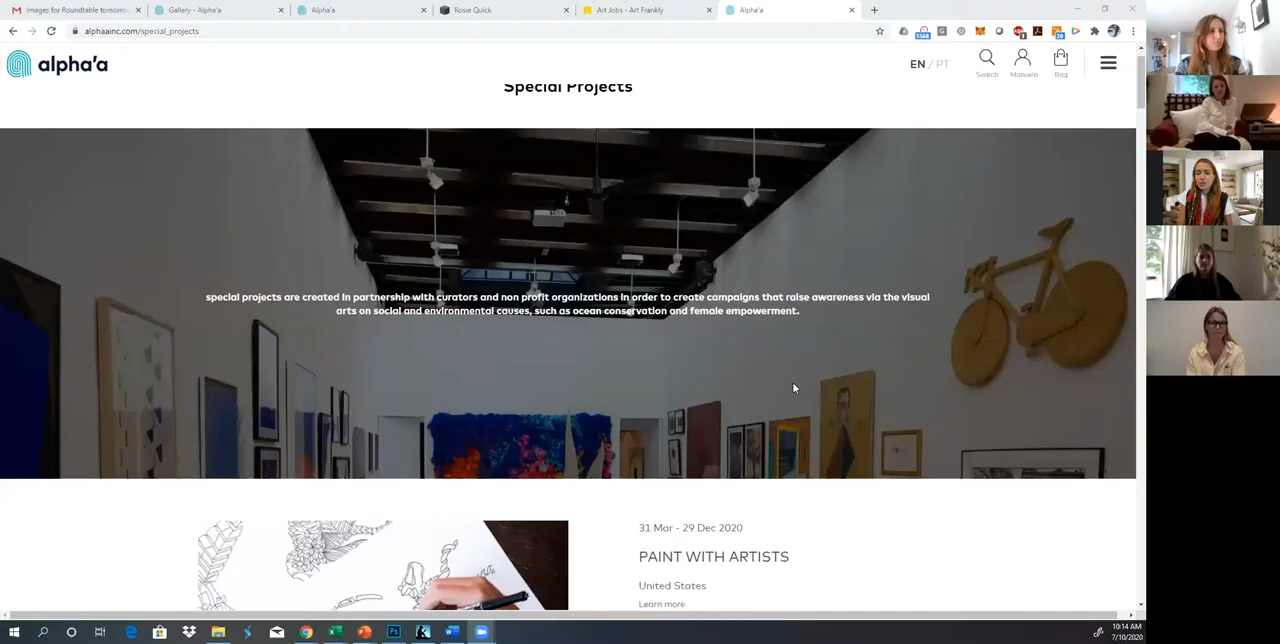 Images for Roundtable tomorro
Gallery - Alpha'a
Alpha'a
Rosie Quick
Art Jobs - Art Frankly
Alpha'a
alphaainc.com/special_projects
alpha'a
EN / PT
Search
Manuela
Bag
Special Projects
special projects are created in partnership with curators and non profit organizations in order to create campaigns that raise awareness via the visual
arts on social and environmental causes, such as ocean conservation and female empowerment.
31 Mar - 29 Dec 2020
PAINT WITH ARTISTS
United States
Learn more
10:14 AM
7/10/2020